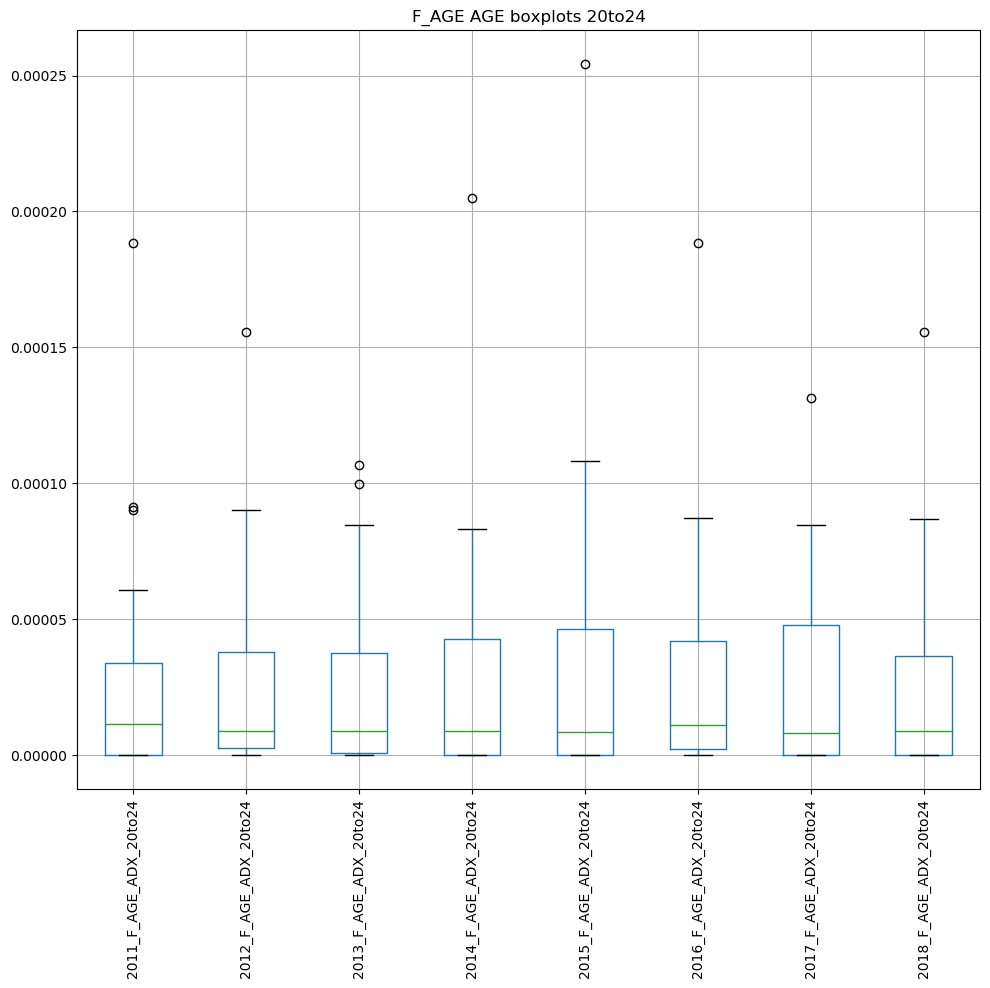 F_AGE AGE boxplots 20to24
0.00025
0.00020
0.00015
0.00010
0.00005
0.00000
2011_F_AGE_ADX_20to24
2012_F_AGE_ADX_20to24
2013_F_AGE_ADX_20to24
2014_F_AGE_ADX_20to24
2015_F_AGE_ADX_20to24
2016_F_AGE_ADX_20to24
2017_F_AGE_ADX_20to24
2018_F_AGE_ADX_20to24